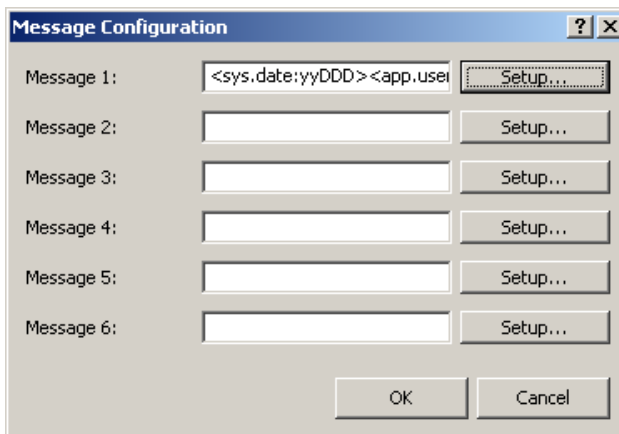 Message Configuration
Message 1: <sys.date:yyDDD><app.user Setup...
Message 2: Setup...
Message 3: Setup...
Message 4: Setup...
Message 5: Setup...
Message 6: Setup...
OK Cancel